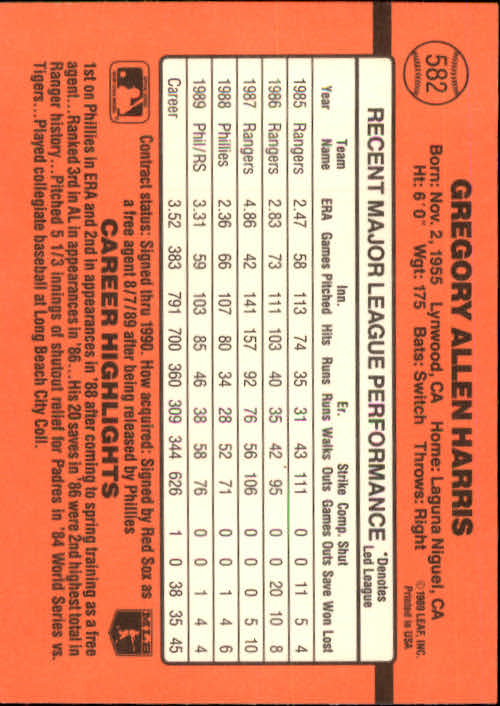 582
GREGORY ALLEN HARRIS
Born: Nov. 2, 1955 Lynwood, CA Home: Laguna Niguel, CA
Ht: 6'0" Wgt: 175 Bats: Switch Throws: Right
© 1989 LEAF, INC.
Printed in USA
RECENT MAJOR LEAGUE PERFORMANCE *Denotes Led League
Team Inn. Er. Strike Comp. Shut
Year Name ERA Games Pitched Hits Runs Runs Walks Outs Games Outs Save Won Lost
1985 Rangers 2.47 58 113 74 35 31 43 111 0 0 11 5 4
1986 Rangers 2.83 73 111 103 40 35 42 95 0 0 20 10 8
1987 Rangers 4.86 42 141 157 92 76 56 106 0 0 0 5 10
1988 Phillies 2.36 66 107 80 34 28 52 71 0 0 1 4 6
1989 Phil/RS 3.31 59 103 85 46 38 58 76 0 0 1 4 4
Career 3.52 383 791 700 360 309 344 626 1 0 38 35 45
Contract status: Signed thru 1990. How acquired: Signed by Red Sox as
a free agent 8/7/89 after being released by Phillies
CAREER HIGHLIGHTS
MLB
1st on Phillies in ERA and 2nd in appearances in '88 after coming to spring training as a free
agent...Ranked 3rd in AL in appearances in '86...His 20 saves in '86 were 2nd highest total in
Ranger history...Pitched 5 1/3 innings of shutout relief for Padres in '84 World Series vs.
Tigers...Played collegiate baseball at Long Beach City Coll.